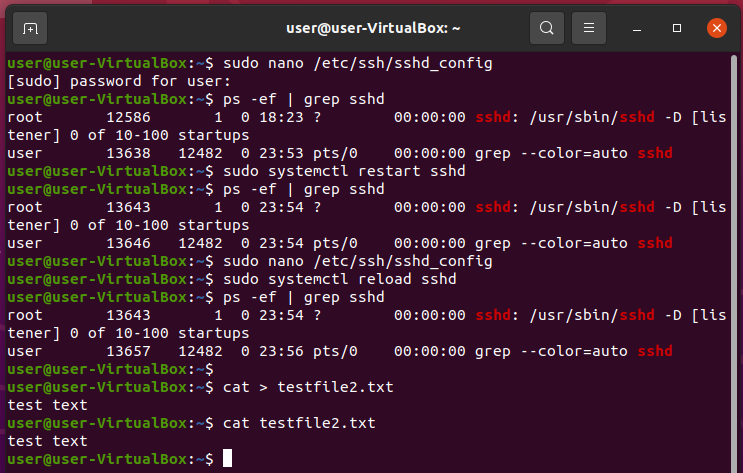 user@user-VirtualBox: ~
user@user-VirtualBox:~$ sudo nano /etc/ssh/sshd_config
[sudo] password for user:
user@user-VirtualBox:~$ ps -ef | grep sshd
root       12586       1  0 18:23 ?        00:00:00 sshd: /usr/sbin/sshd -D [lis
tener] 0 of 10-100 startups
user       13638   12482  0 23:53 pts/0    00:00:00 grep --color=auto sshd
user@user-VirtualBox:~$ sudo systemctl restart sshd
user@user-VirtualBox:~$ ps -ef | grep sshd
root       13643       1  0 23:54 ?        00:00:00 sshd: /usr/sbin/sshd -D [lis
tener] 0 of 10-100 startups
user       13646   12482  0 23:54 pts/0    00:00:00 grep --color=auto sshd
user@user-VirtualBox:~$ sudo nano /etc/ssh/sshd_config
user@user-VirtualBox:~$ sudo systemctl reload sshd
user@user-VirtualBox:~$ ps -ef | grep sshd
root       13643       1  0 23:54 ?        00:00:00 sshd: /usr/sbin/sshd -D [lis
tener] 0 of 10-100 startups
user       13657   12482  0 23:56 pts/0    00:00:00 grep --color=auto sshd
user@user-VirtualBox:~$
user@user-VirtualBox:~$ cat > testfile2.txt
test text
user@user-VirtualBox:~$ cat testfile2.txt
test text
user@user-VirtualBox:~$